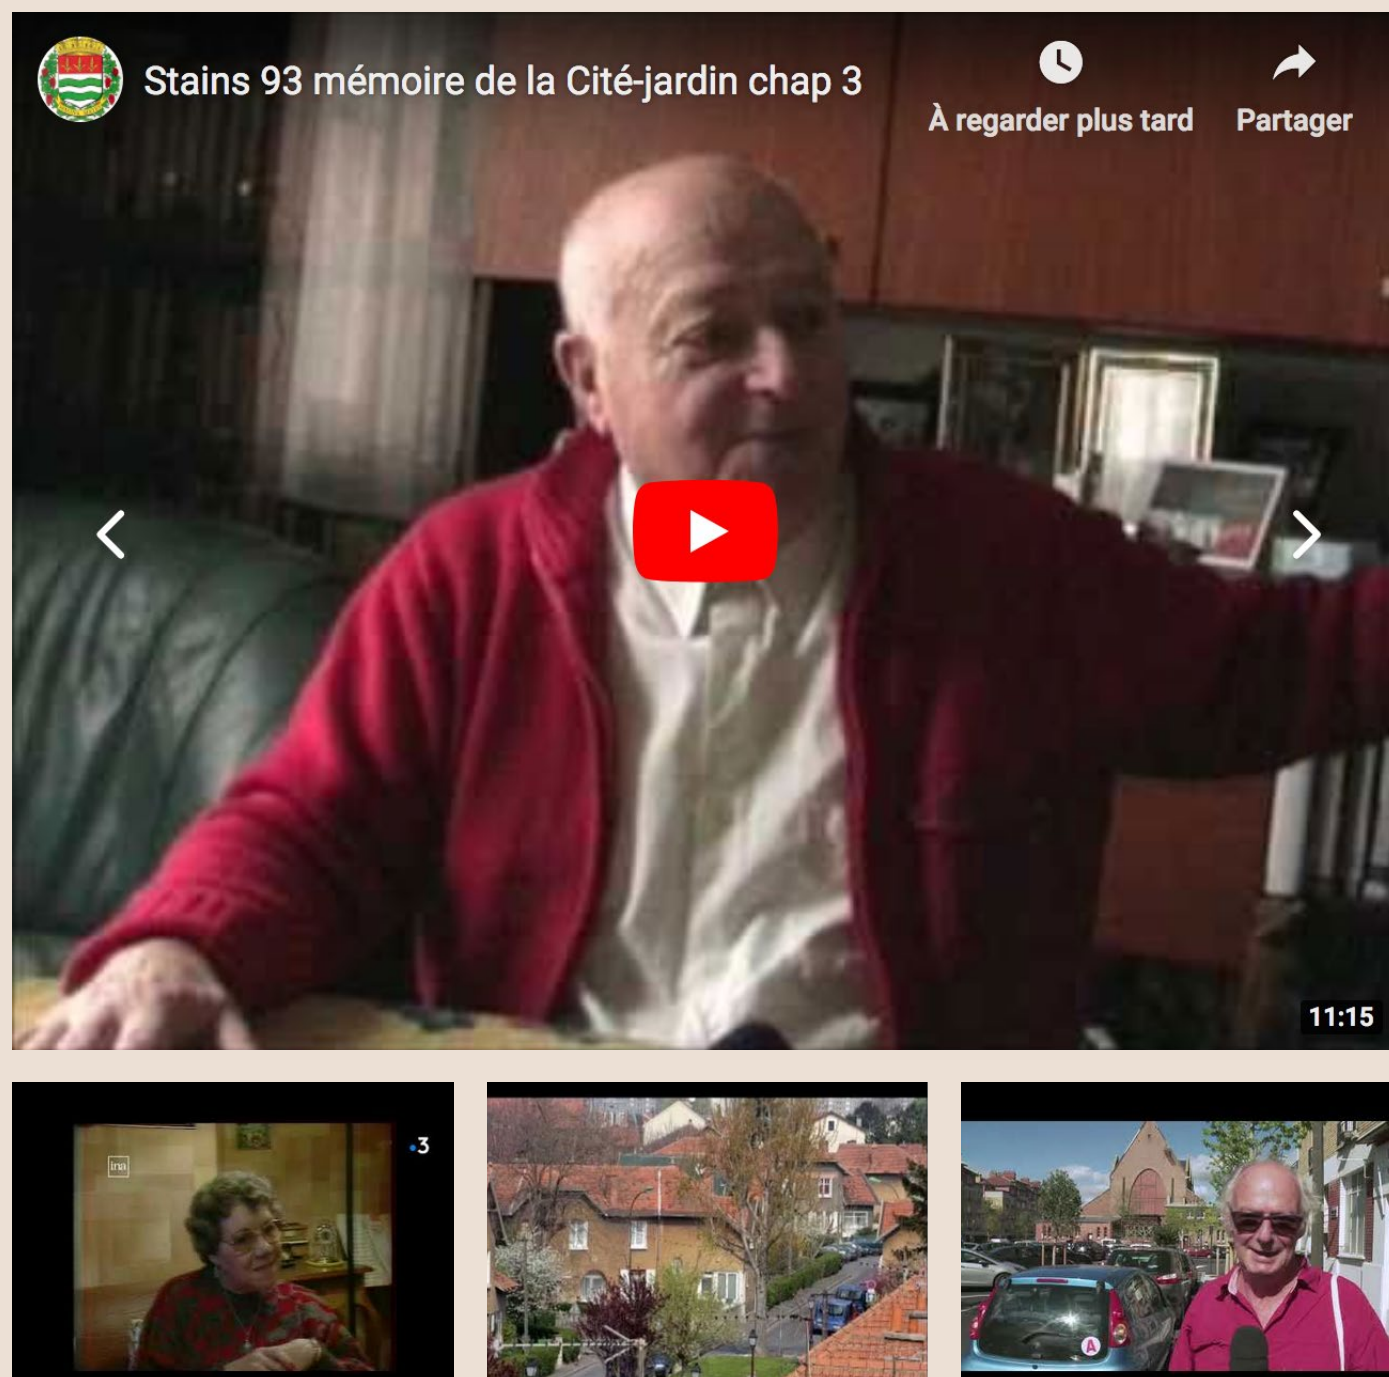 Stains 93 mémoire de la Cité-jardin chap 3
À regarder plus tard
Partager
11:15
ina
3
A